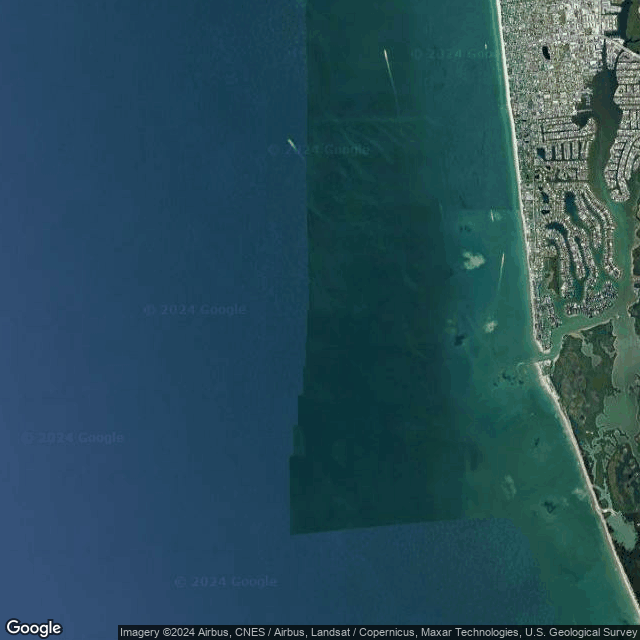 © 2024 Goo
© 2024 Google
© 2024 Google
© 2024 Google
© 2024 Google
Google
Imagery ©2024 Airbus, CNES / Airbus, Landsat / Copernicus, Maxar Technologies, U.S. Geological Survey